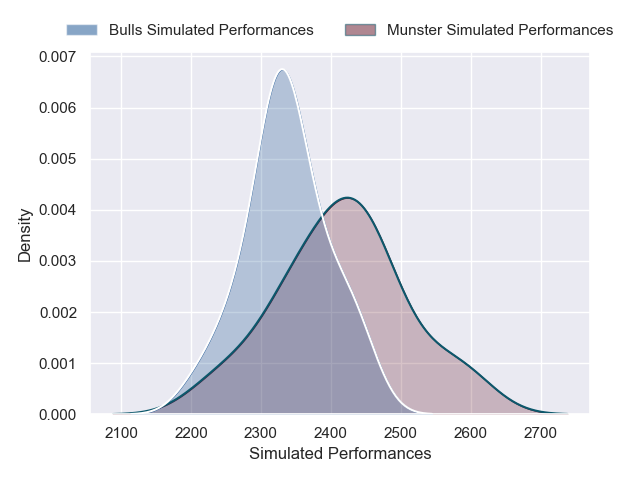 Bulls Simulated Performances
Munster Simulated Performances
0.007
0.006
0.005
0.004
0.003
0.002
0.001
0.000
Density
2100 2200 2300 2400 2500 2600 2700
Simulated Performances